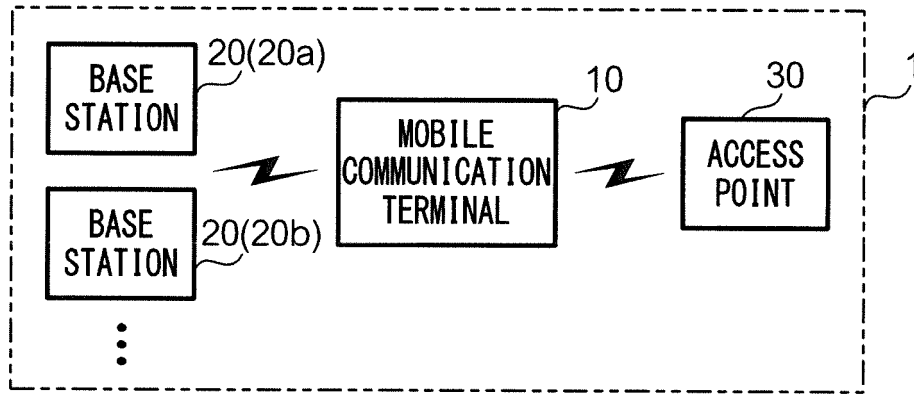 BASE
STATION
20(20a)
BASE
STATION
20(20b)
10
MOBILE
COMMUNICATION
TERMINAL
30
ACCESS
POINT
1